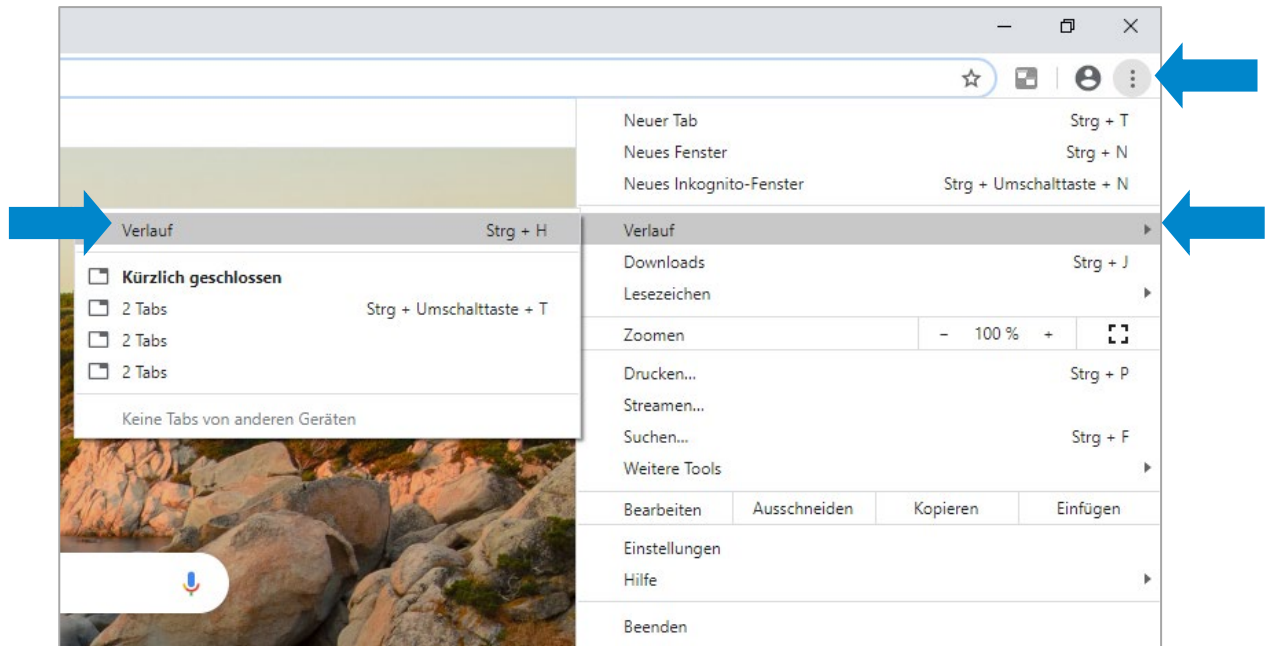 Neuer Tab Strg + T
Neues Fenster Strg + N
Neues Inkognito-Fenster Strg + Umschalttaste + N
Verlauf
Verlauf Strg + H
Kürzlich geschlossen
2 Tabs Strg + Umschalttaste + T
2 Tabs
2 Tabs
Keine Tabs von anderen Geräten
Downloads Strg + J
Lesezeichen
Zoomen - 100 % +
Drucken... Strg + P
Streamen...
Suchen... Strg + F
Weitere Tools
Bearbeiten Ausschneiden Kopieren Einfügen
Einstellungen
Hilfe
Beenden